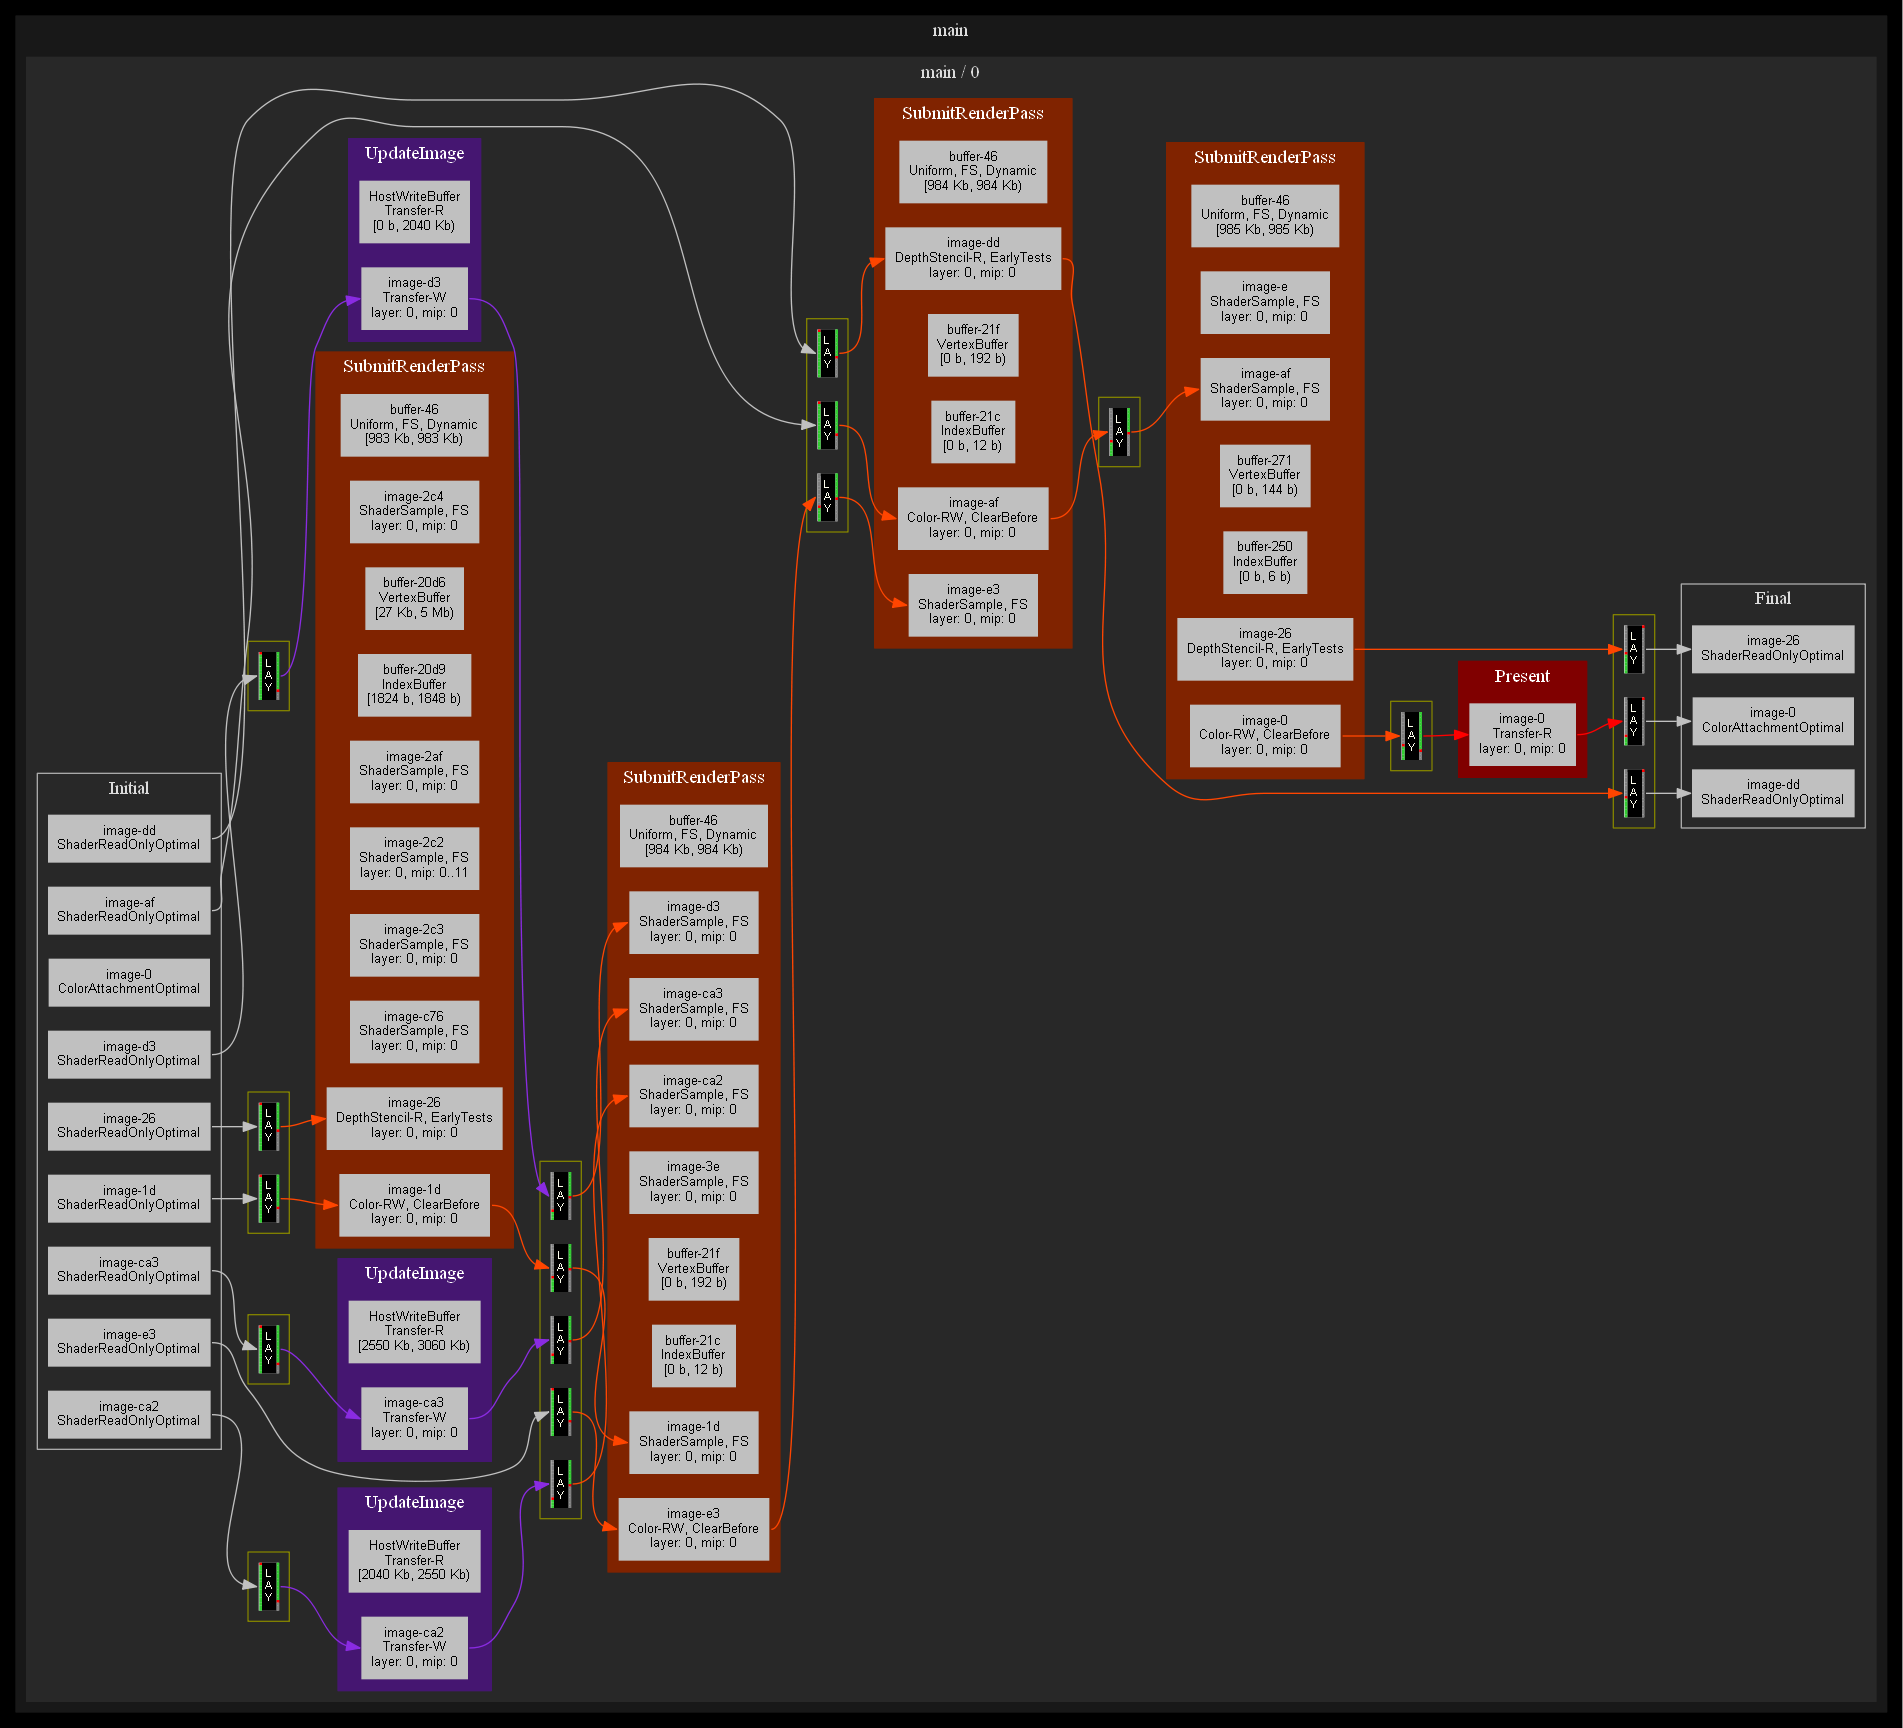 main
main / 0
Initial
image-dd
ShaderReadOnlyOptimal
image-af
ShaderReadOnlyOptimal
image-0
ColorAttachmentOptimal
image-d3
ShaderReadOnlyOptimal
image-26
ShaderReadOnlyOptimal
image-1d
ShaderReadOnlyOptimal
image-ca3
ShaderReadOnlyOptimal
image-e3
ShaderReadOnlyOptimal
image-ca2
ShaderReadOnlyOptimal
L
A
Y
L
A
Y
L
A
Y
L
A
Y
L
A
Y
UpdateImage
HostWriteBuffer
Transfer-R
[0 b, 2040 Kb)
image-d3
Transfer-W
layer: 0, mip: 0
SubmitRenderPass
buffer-46
Uniform, FS, Dynamic
[983 Kb, 983 Kb)
image-2c4
ShaderSample, FS
layer: 0, mip: 0
buffer-20d6
VertexBuffer
[27 Kb, 5 Mb)
buffer-20d9
IndexBuffer
[1824 b, 1848 b)
image-2af
ShaderSample, FS
layer: 0, mip: 0
image-2c2
ShaderSample, FS
layer: 0, mip: 0..11
image-2c3
ShaderSample, FS
layer: 0, mip: 0
image-c76
ShaderSample, FS
layer: 0, mip: 0
image-26
DepthStencil-R, EarlyTests
layer: 0, mip: 0
image-1d
Color-RW, ClearBefore
layer: 0, mip: 0
UpdateImage
HostWriteBuffer
Transfer-R
[2550 Kb, 3060 Kb)
image-ca3
Transfer-W
layer: 0, mip: 0
UpdateImage
HostWriteBuffer
Transfer-R
[2040 Kb, 2550 Kb)
image-ca2
Transfer-W
layer: 0, mip: 0
L
A
Y
L
A
Y
L
A
Y
L
A
Y
L
A
Y
SubmitRenderPass
buffer-46
Uniform, FS, Dynamic
[984 Kb, 984 Kb)
image-d3
ShaderSample, FS
layer: 0, mip: 0
image-ca3
ShaderSample, FS
layer: 0, mip: 0
image-ca2
ShaderSample, FS
layer: 0, mip: 0
image-3e
ShaderSample, FS
layer: 0, mip: 0
buffer-21f
VertexBuffer
[0 b, 192 b)
buffer-21c
IndexBuffer
[0 b, 12 b)
image-1d
ShaderSample, FS
layer: 0, mip: 0
image-e3
Color-RW, ClearBefore
layer: 0, mip: 0
L
A
Y
L
A
Y
L
A
Y
SubmitRenderPass
buffer-46
Uniform, FS, Dynamic
[984 Kb, 984 Kb)
image-dd
DepthStencil-R, EarlyTests
layer: 0, mip: 0
buffer-21f
VertexBuffer
[0 b, 192 b)
buffer-21c
IndexBuffer
[0 b, 12 b)
image-af
Color-RW, ClearBefore
layer: 0, mip: 0
image-e3
ShaderSample, FS
layer: 0, mip: 0
L
A
Y
SubmitRenderPass
buffer-46
Uniform, FS, Dynamic
[985 Kb, 985 Kb)
image-e
ShaderSample, FS
layer: 0, mip: 0
image-af
ShaderSample, FS
layer: 0, mip: 0
buffer-271
VertexBuffer
[0 b, 144 b)
buffer-250
IndexBuffer
[0 b, 6 b)
image-26
DepthStencil-R, EarlyTests
layer: 0, mip: 0
image-0
Color-RW, ClearBefore
layer: 0, mip: 0
L
A
Y
Present
image-0
Transfer-R
layer: 0, mip: 0
L
A
Y
L
A
Y
L
A
Y
Final
image-26
ShaderReadOnlyOptimal
image-0
ColorAttachmentOptimal
image-dd
ShaderReadOnlyOptimal